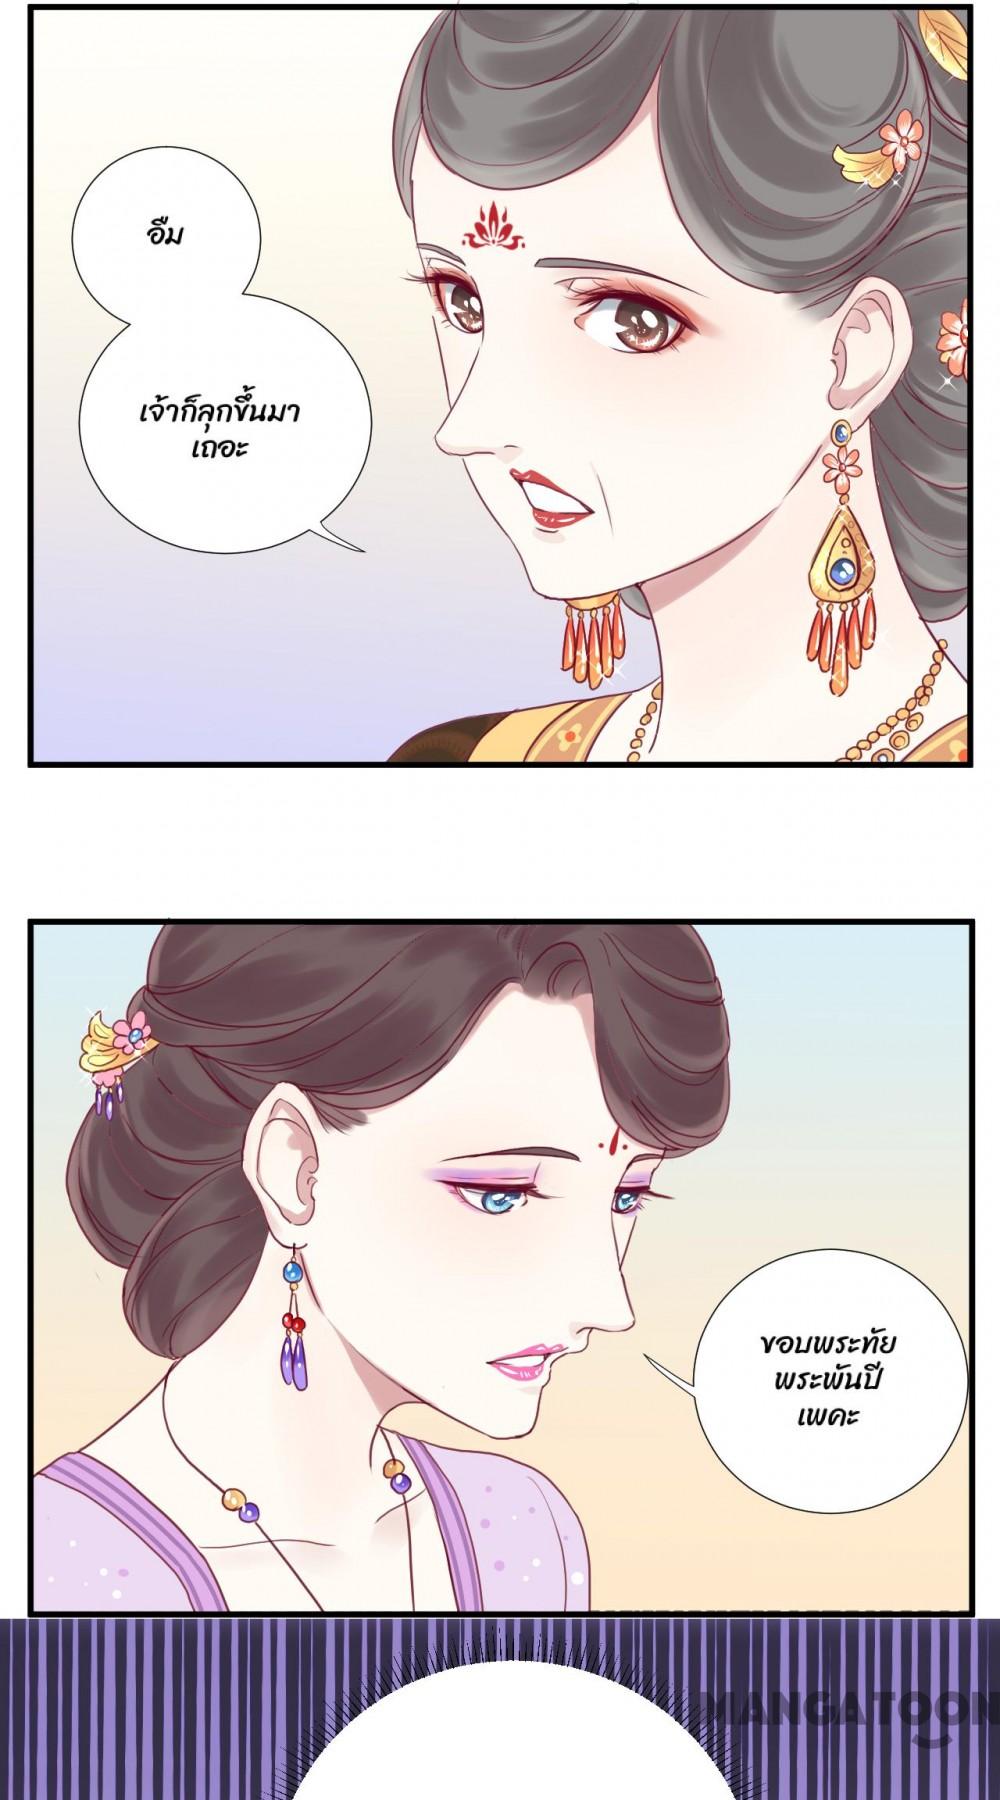 อืม
เจ้าก็ลุกขึ้นมา
เถอะ
ขอบพระทัย
พระพันปี
เพคะ
MANGATOON